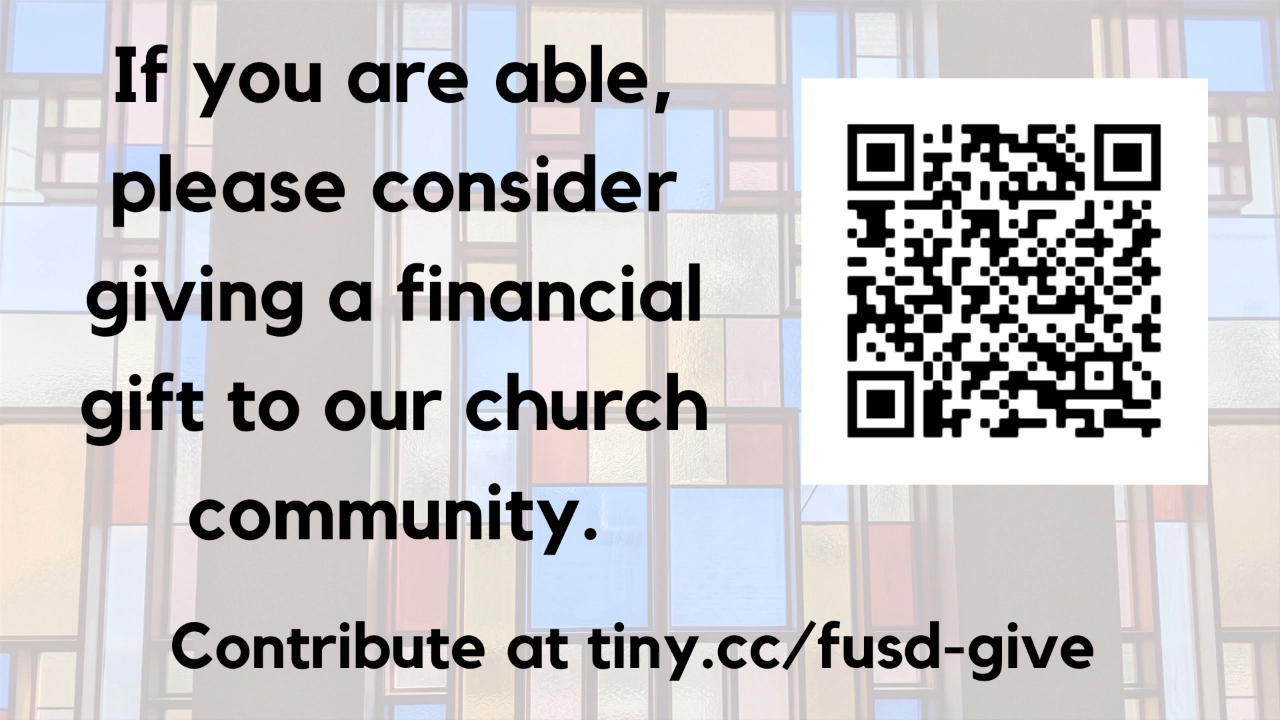 If you are able,
please consider
giving a financial
gift to our church
community.
Contribute at tiny.cc/fusd-give